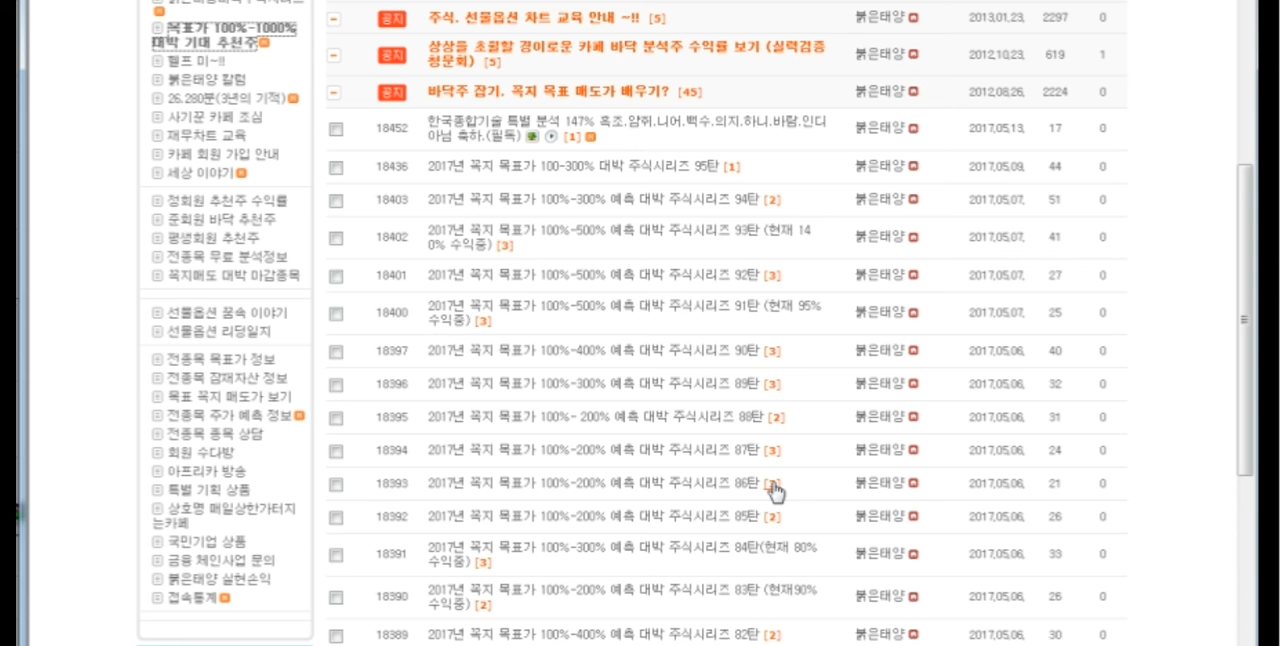 목표가 100%-1000%
대박 기대 추천주
헬프 미~!!
붉은태양 칼럼
26.280분(3년의 기적)
사기꾼 카페 조심
재무차트 교육
카페 회원 가입 안내
세상 이야기
정회원 추천주 수익률
준회원 바닥 추천주
평생회원 추천주
전종목 무료 분석정보
꼭지매도 대박 마감종목
선물옵션 꿈속 이야기
선물옵션 리딩일지
전종목 목표가 정보
전종목 잠재자산 정보
목표 꼭지 매도가 보기
전종목 주가 예측 정보
전종목 종목 상담
회원 수다방
아프리카 방송
특별 기획 상품
상호명 매일상한가터지
는카페
국민기업 상품
금융 체인사업 문의
붉은태양 실현손익
접속통계
공지 주식. 선물옵션 차트 교육 안내 ~!! [5] 붉은태양 2013.01.23. 2297 0
공지 상상을 초월할 경이로운 카페 바닥 분석주 수익률 보기 (실력검증 붉은태양 2012.10.23. 619 1
청문회) [5]
공지 바닥주 잡기. 꼭지 목표 매도가 배우기? [45] 붉은태양 2012.08.26. 2224 0
18452 한국종합기술 특별 분석 147% 흑조.암쥐.니어.백수.의지.하니.바람.인디 붉은태양 2017.05.13. 17 0
아님 축하.(필독) [1]
18436 2017년 꼭지 목표가 100-300% 대박 주식시리즈 95탄 [1] 붉은태양 2017.05.09. 44 0
18403 2017년 꼭지 목표가 100%-300% 예측 대박 주식시리즈 94탄 [2] 붉은태양 2017.05.07. 51 0
18402 2017년 꼭지 목표가 100%-500% 예측 대박 주식시리즈 93탄 (현재 14 붉은태양 2017.05.07. 41 0
0% 수익중) [3]
18401 2017년 꼭지 목표가 100%-500% 예측 대박 주식시리즈 92탄 [3] 붉은태양 2017.05.07. 27 0
18400 2017년 꼭지 목표가 100%-500% 예측 대박 주식시리즈 91탄 (현재 95% 붉은태양 2017.05.07. 25 0
수익중) [3]
18397 2017년 꼭지 목표가 100%-400% 예측 대박 주식시리즈 90탄 [3] 붉은태양 2017.05.06. 40 0
18396 2017년 꼭지 목표가 100%-300% 예측 대박 주식시리즈 89탄 [3] 붉은태양 2017.05.06. 32 0
18395 2017년 꼭지 목표가 100%- 200% 예측 대박 주식시리즈 88탄 [2] 붉은태양 2017.05.06. 31 0
18394 2017년 꼭지 목표가 100%-200% 예측 대박 주식시리즈 87탄 [3] 붉은태양 2017.05.06. 24 0
18393 2017년 꼭지 목표가 100%-200% 예측 대박 주식시리즈 86탄 붉은태양 2017.05.06. 21 0
18392 2017년 꼭지 목표가 100%-200% 예측 대박 주식시리즈 85탄 [2] 붉은태양 2017.05.06. 26 0
18391 2017년 꼭지 목표가 100%-300% 예측 대박 주식시리즈 84탄(현재 80% 붉은태양 2017.05.06. 33 0
수익중) [3]
18390 2017년 꼭지 목표가 100%-200% 예측 대박 주식시리즈 83탄 (현재90% 붉은태양 2017.05.06. 26 0
수익중) [2]
18389 2017년 꼭지 목표가 100%-400% 예측 대박 주식시리즈 82탄 [2] 붉은태양 2017.05.06. 30 0